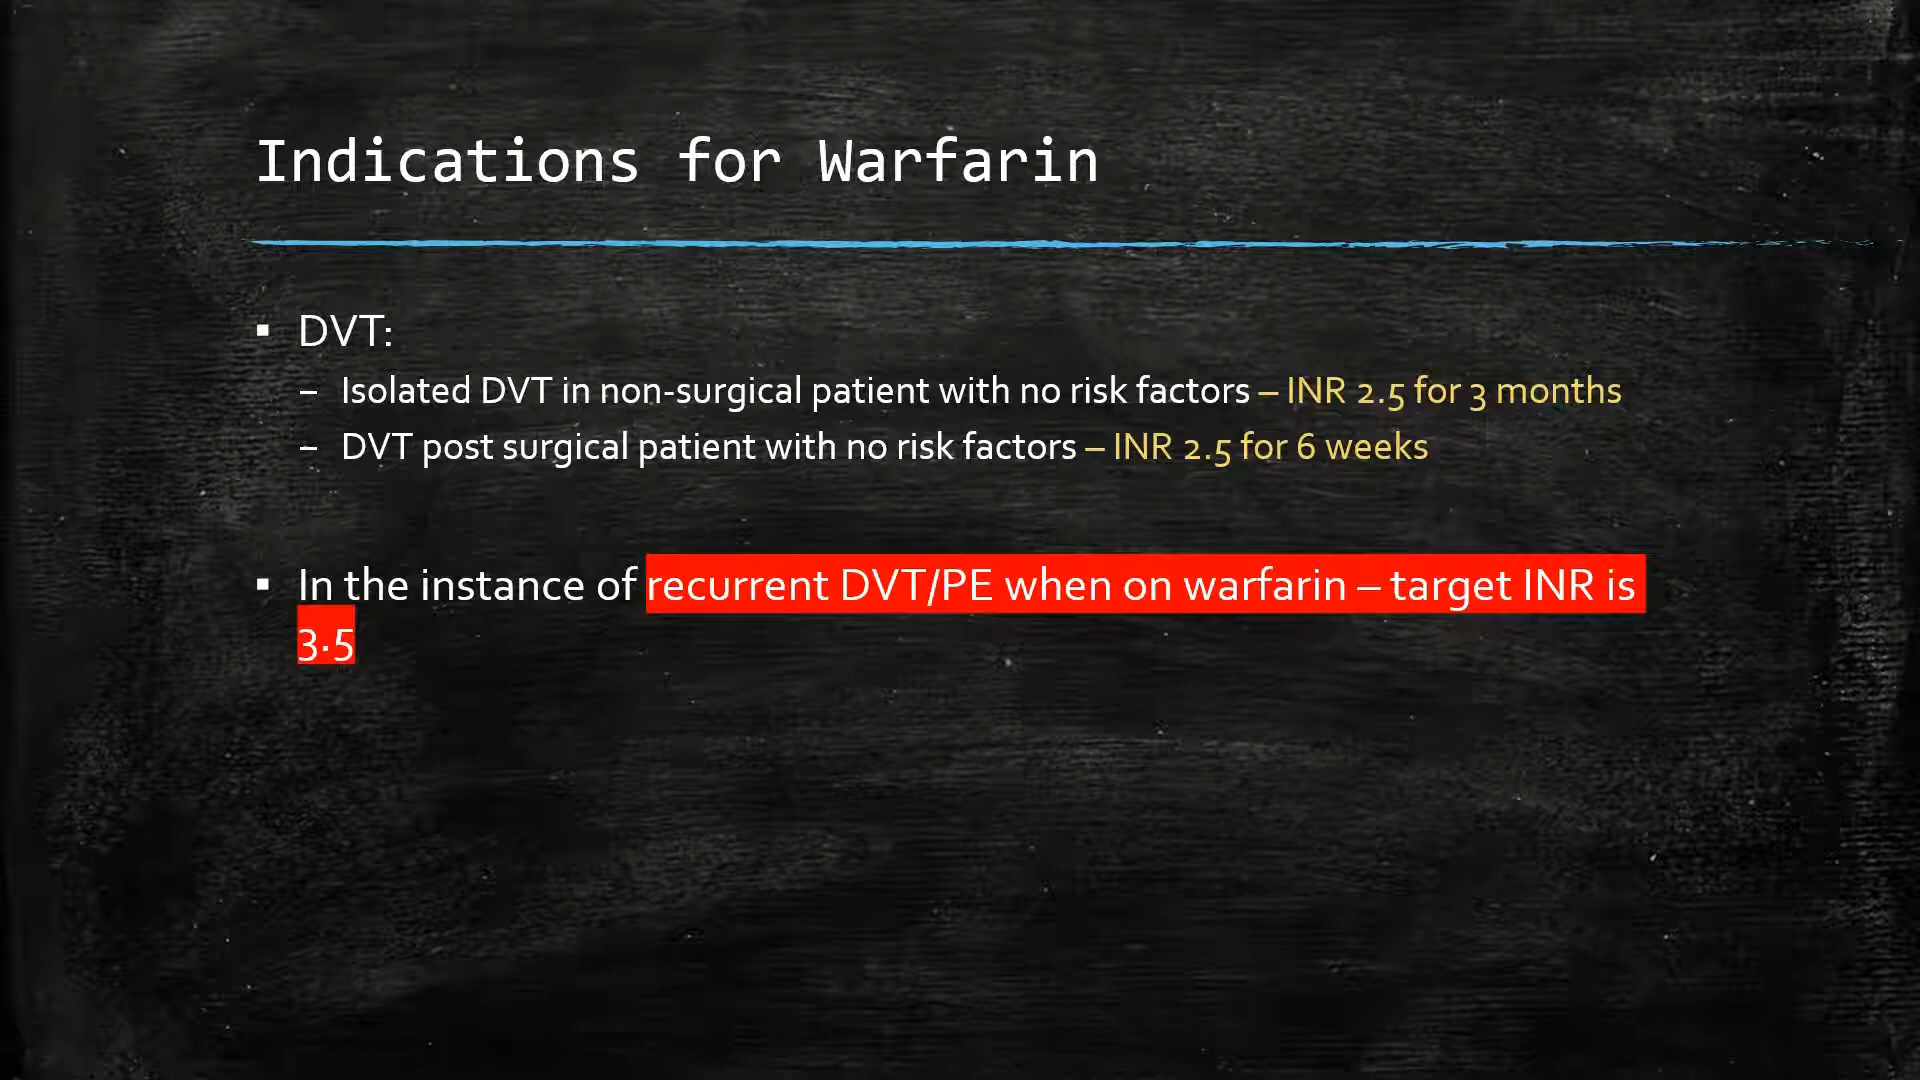 Indications for Warfarin
▪ DVT:
– Isolated DVT in non-surgical patient with no risk factors – INR 2.5 for 3 months
– DVT post surgical patient with no risk factors – INR 2.5 for 6 weeks
▪ In the instance of recurrent DVT/PE when on warfarin – target INR is
3.5